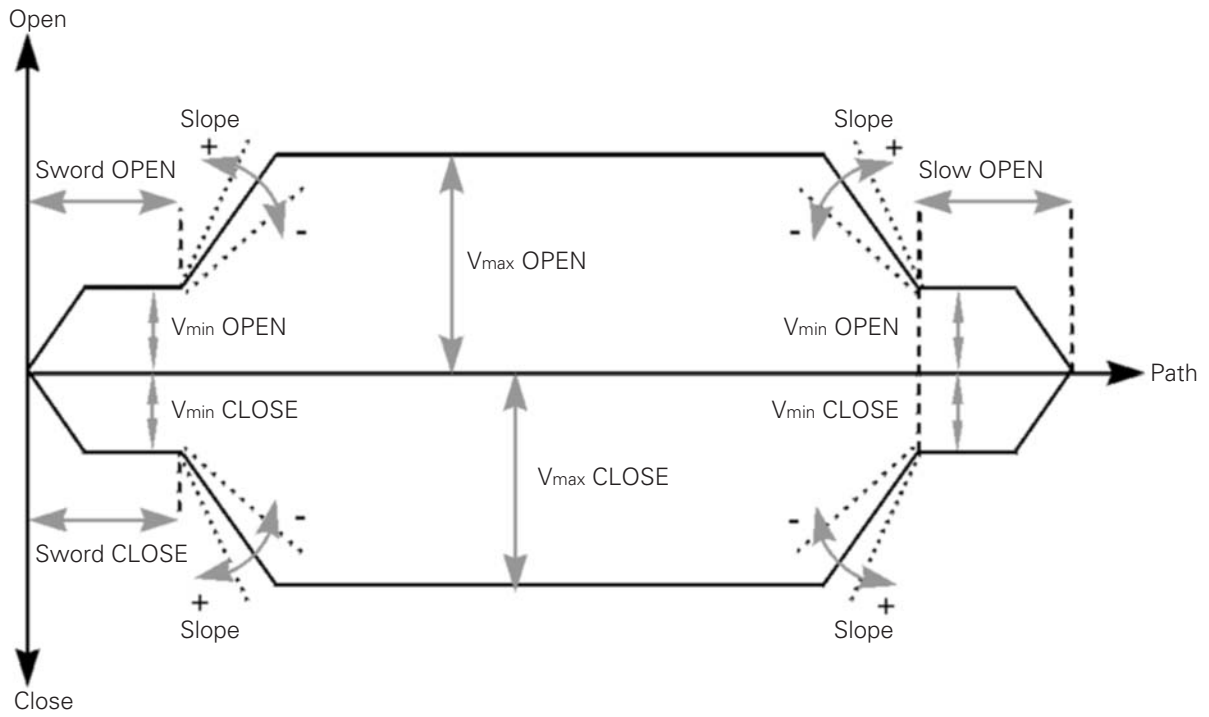 Open
Slope
Slope
+
+
Sword OPEN
Slow OPEN
-
-
Vmax OPEN
Vmin OPEN
Vmin OPEN
Path
Vmin CLOSE
Vmin CLOSE
Vmax CLOSE
-
-
Sword CLOSE
+
+
Slope
Slope
Close